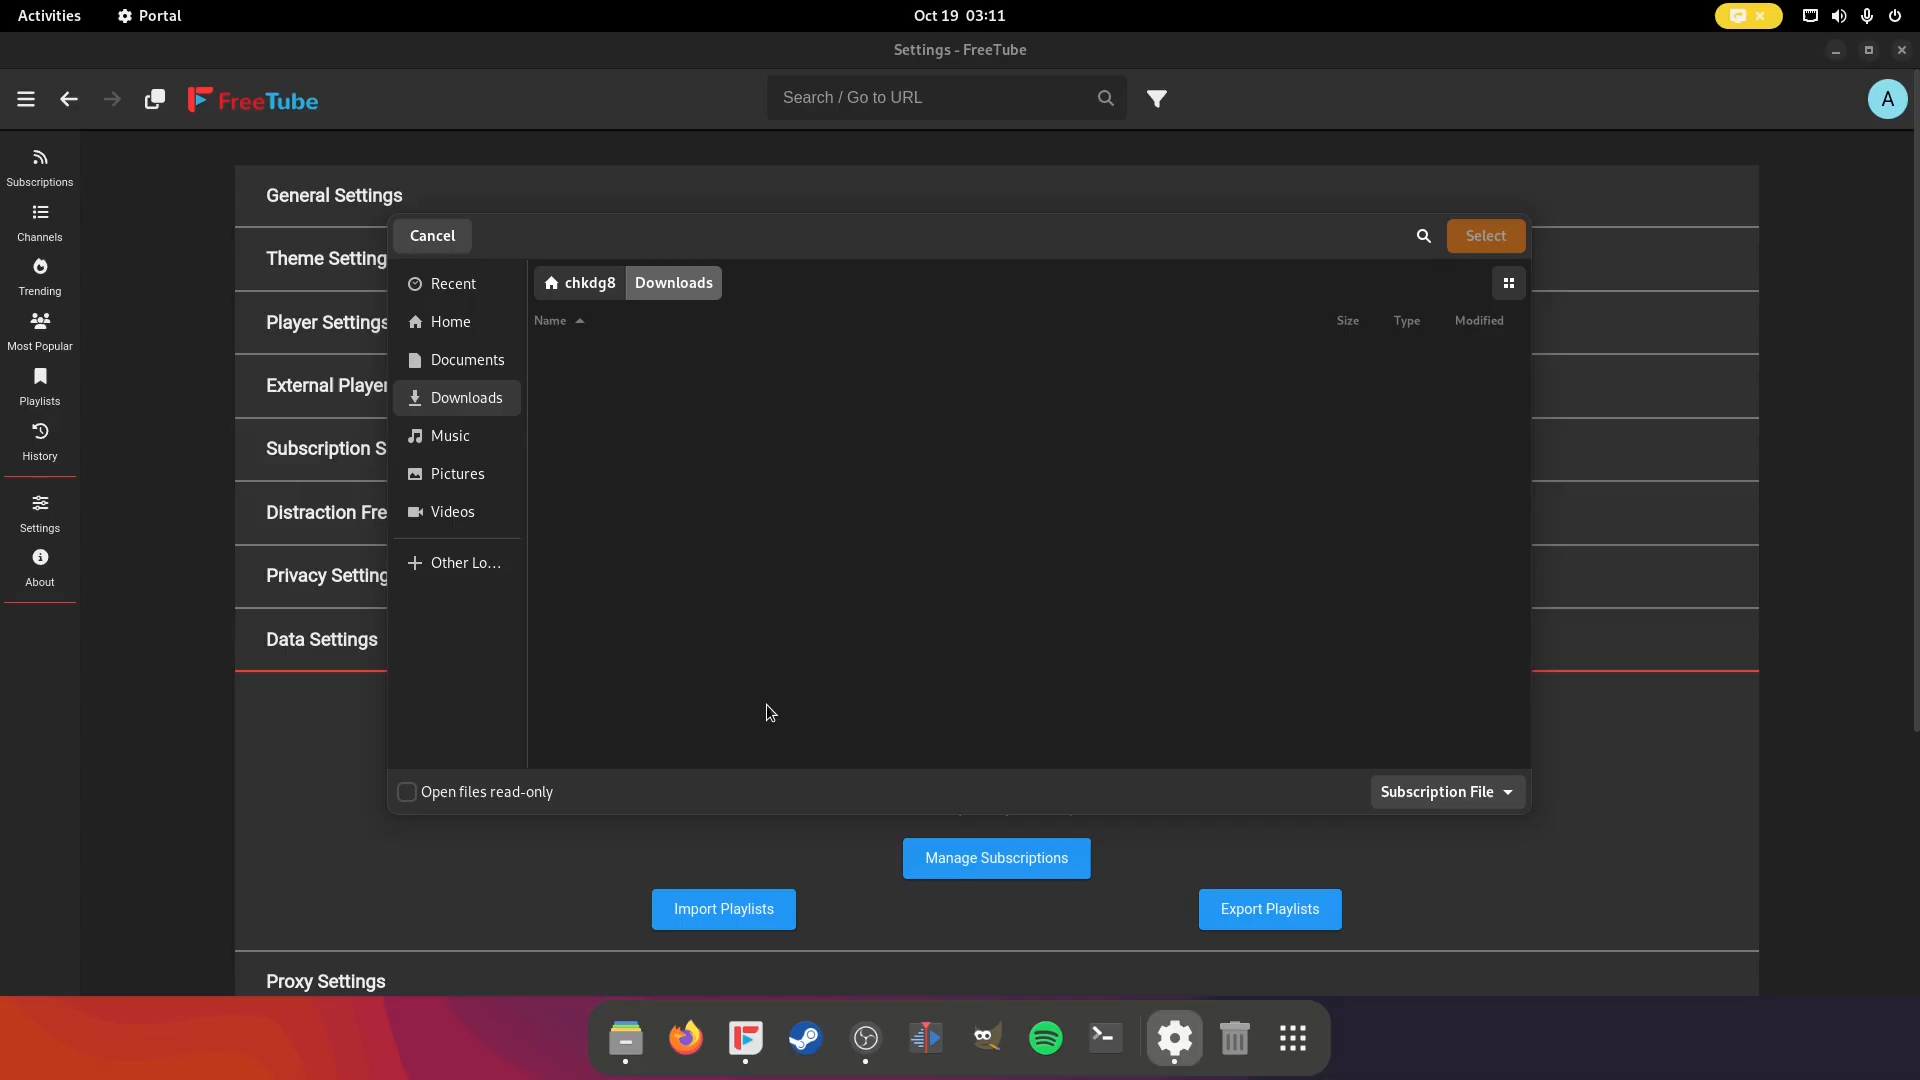 Activities
Portal
Oct 19 03:11
Settings - FreeTube
FreeTube
Search / Go to URL
A
Subscriptions
Channels
Trending
Most Popular
Playlists
History
Settings
About
General Settings
Theme Setting
Player Settings
External Player
Subscription S
Distraction Fre
Privacy Setting
Data Settings
Cancel
Select
Recent
Home
Documents
Downloads
Music
Pictures
Videos
Other Lo...
chkdg8
Downloads
Name
Size
Type
Modified
Open files read-only
Subscription File
Manage Subscriptions
Import Playlists
Export Playlists
Proxy Settings